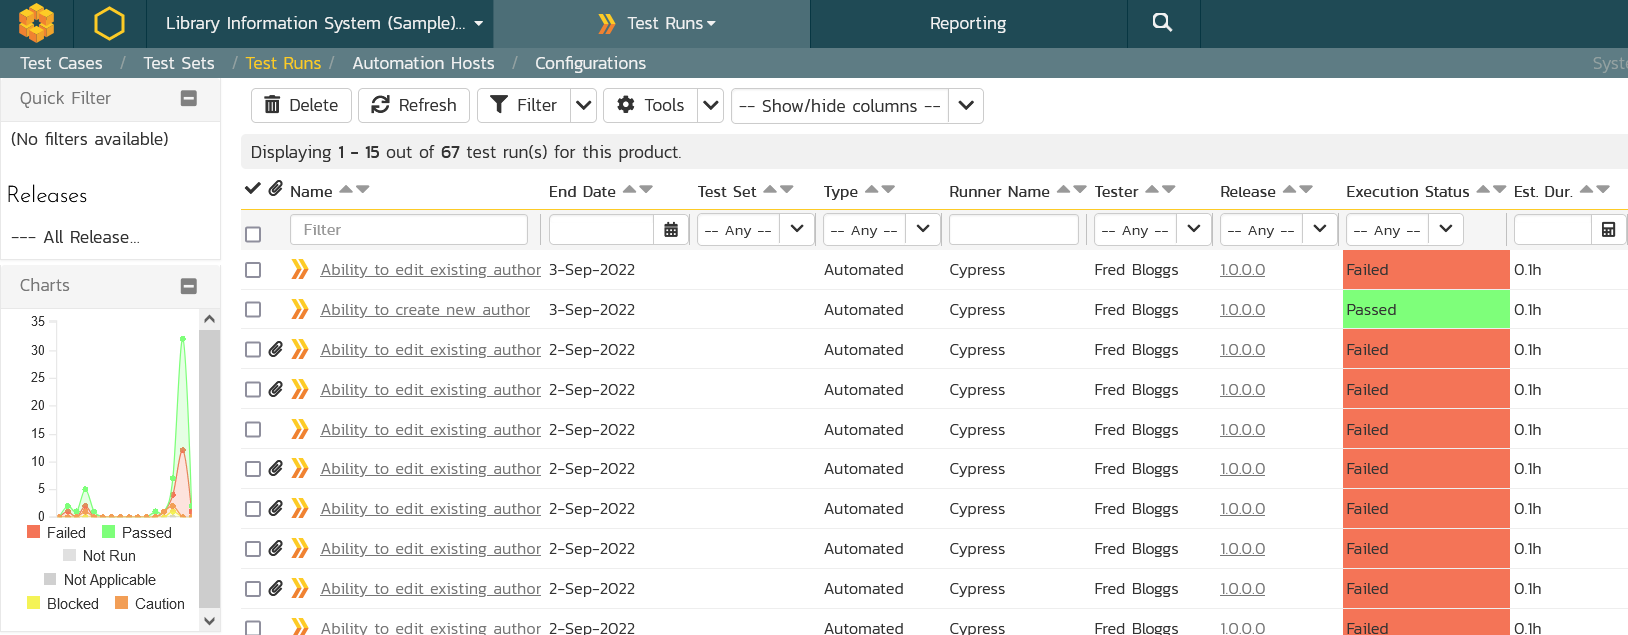 Library Information System (Sample)... Test Runs Reporting
Test Cases / Test Sets / Test Runs / Automation Hosts / Configurations Syste
Quick Filter
(No filters available)
Releases
--- All Release...
Charts
35
30
25
20
15
10
5
0
Failed Passed
Not Run
Not Applicable
Blocked Caution
Delete Refresh Filter Tools -- Show/hide columns --
Displaying 1 - 15 out of 67 test run(s) for this product.
Name End Date Test Set Type Runner Name Tester Release Execution Status Est. Dur.
Filter -- Any -- -- Any -- -- Any -- -- Any -- -- Any --
Ability to edit existing author 3-Sep-2022 Automated Cypress Fred Bloggs 1.0.0.0 Failed 0.1h
Ability to create new author 3-Sep-2022 Automated Cypress Fred Bloggs 1.0.0.0 Passed 0.1h
Ability to edit existing author 2-Sep-2022 Automated Cypress Fred Bloggs 1.0.0.0 Failed 0.1h
Ability to edit existing author 2-Sep-2022 Automated Cypress Fred Bloggs 1.0.0.0 Failed 0.1h
Ability to edit existing author 2-Sep-2022 Automated Cypress Fred Bloggs 1.0.0.0 Failed 0.1h
Ability to edit existing author 2-Sep-2022 Automated Cypress Fred Bloggs 1.0.0.0 Failed 0.1h
Ability to edit existing author 2-Sep-2022 Automated Cypress Fred Bloggs 1.0.0.0 Failed 0.1h
Ability to edit existing author 2-Sep-2022 Automated Cypress Fred Bloggs 1.0.0.0 Failed 0.1h
Ability to edit existing author 2-Sep-2022 Automated Cypress Fred Bloggs 1.0.0.0 Failed 0.1h
Ability to edit existing author 2-Sep-2022 Automated Cypress Fred Bloggs 1.0.0.0 Failed 0.1h